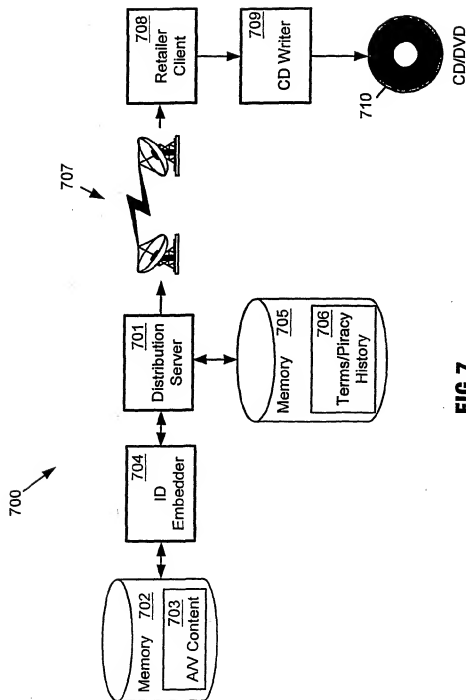 700
707
Memory 702
703
A/V Content
704
ID
Embedder
701
Distribution
Server
Memory 705
706
Terms/Piracy
History
708
Retailer
Client
709
CD Writer
710
CD/DVD
FIG 7